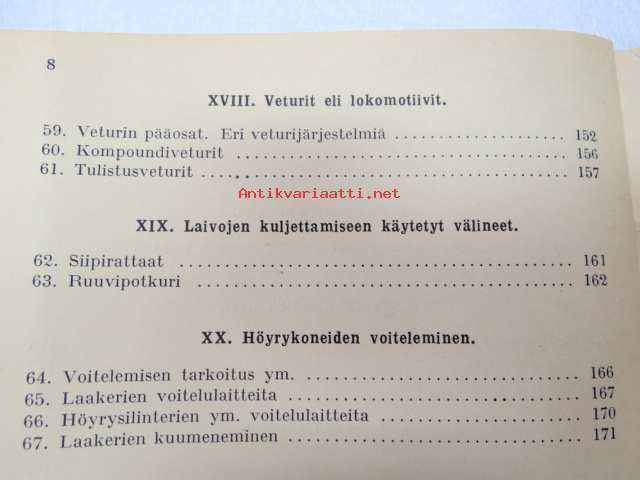 8
XVIII. Veturit eli lokomotiivit.
59. Veturin pääosat. Eri veturijärjestelmiä .................... 152
60. Kompoundiveturit .................... 156
61. Tulistusveturit .................... 157
Antikvariaatti.net
XIX. Laivojen kuljettamiseen käytetyt välineet.
62. Siipirattaat .................... 161
63. Ruuvipotkuri .................... 162
XX. Höyrykoneiden voiteleminen.
64. Voitelemisen tarkoitus ym. .................... 166
65. Laakerien voitelulaitteita .................... 167
66. Höyrysilinterien ym. voitelulaitteita .................... 170
67. Laakerien kuumeneminen .................... 171